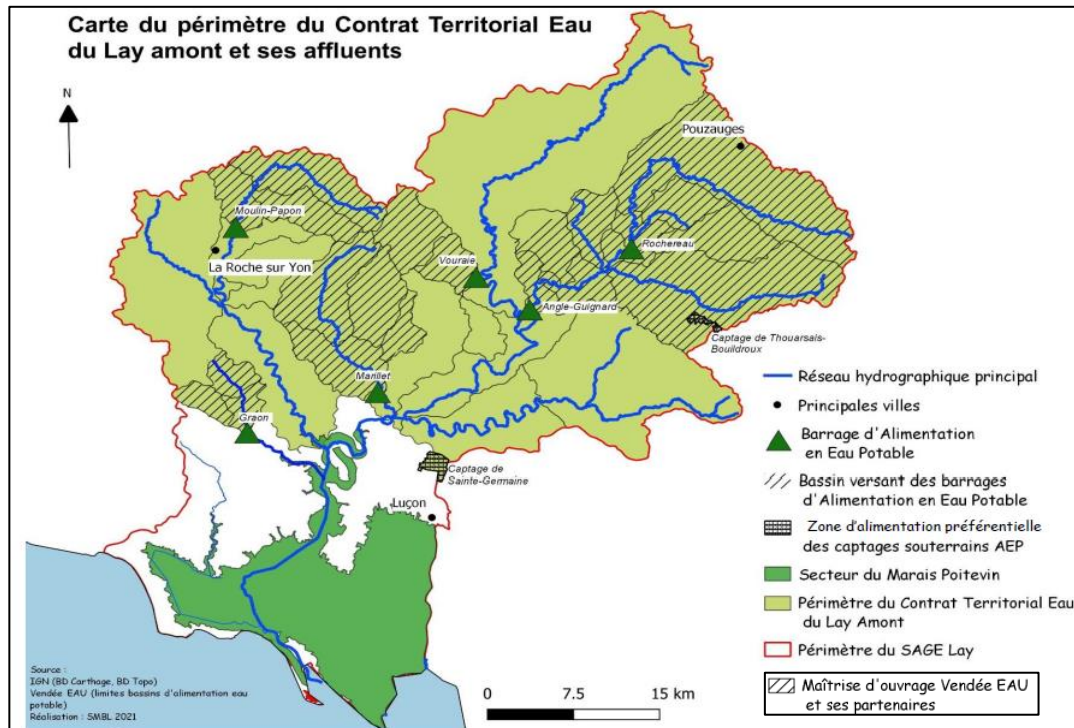 Carte du périmètre du Contrat Territorial Eau
du Lay amont et ses affluents
N
Pouzauges
Moulin-Papon
La Roche sur Yon
Vouraie
Rochereau
Angle-Guignard
Captage de Thouarsais-
Bouildroux
Marillet
Graon
Captage de
Sainte-Germaine
Luçon
Réseau hydrographique principal
Principales villes
Barrage d'Alimentation
en Eau Potable
Bassin versant des barrages
d'Alimentation en Eau Potable
Zone d'alimentation préférentielle
des captages souterrains AEP
Secteur du Marais Poitevin
Périmètre du Contrat Territorial Eau
du Lay Amont
Périmètre du SAGE Lay
Maîtrise d'ouvrage Vendée EAU
et ses partenaires
Source :
IGN (BD Carthage, BD Topo)
Vendée EAU (limites bassins d'alimentation eau
potable)
Réalisation : SMBL 2021
0 7.5 15 km